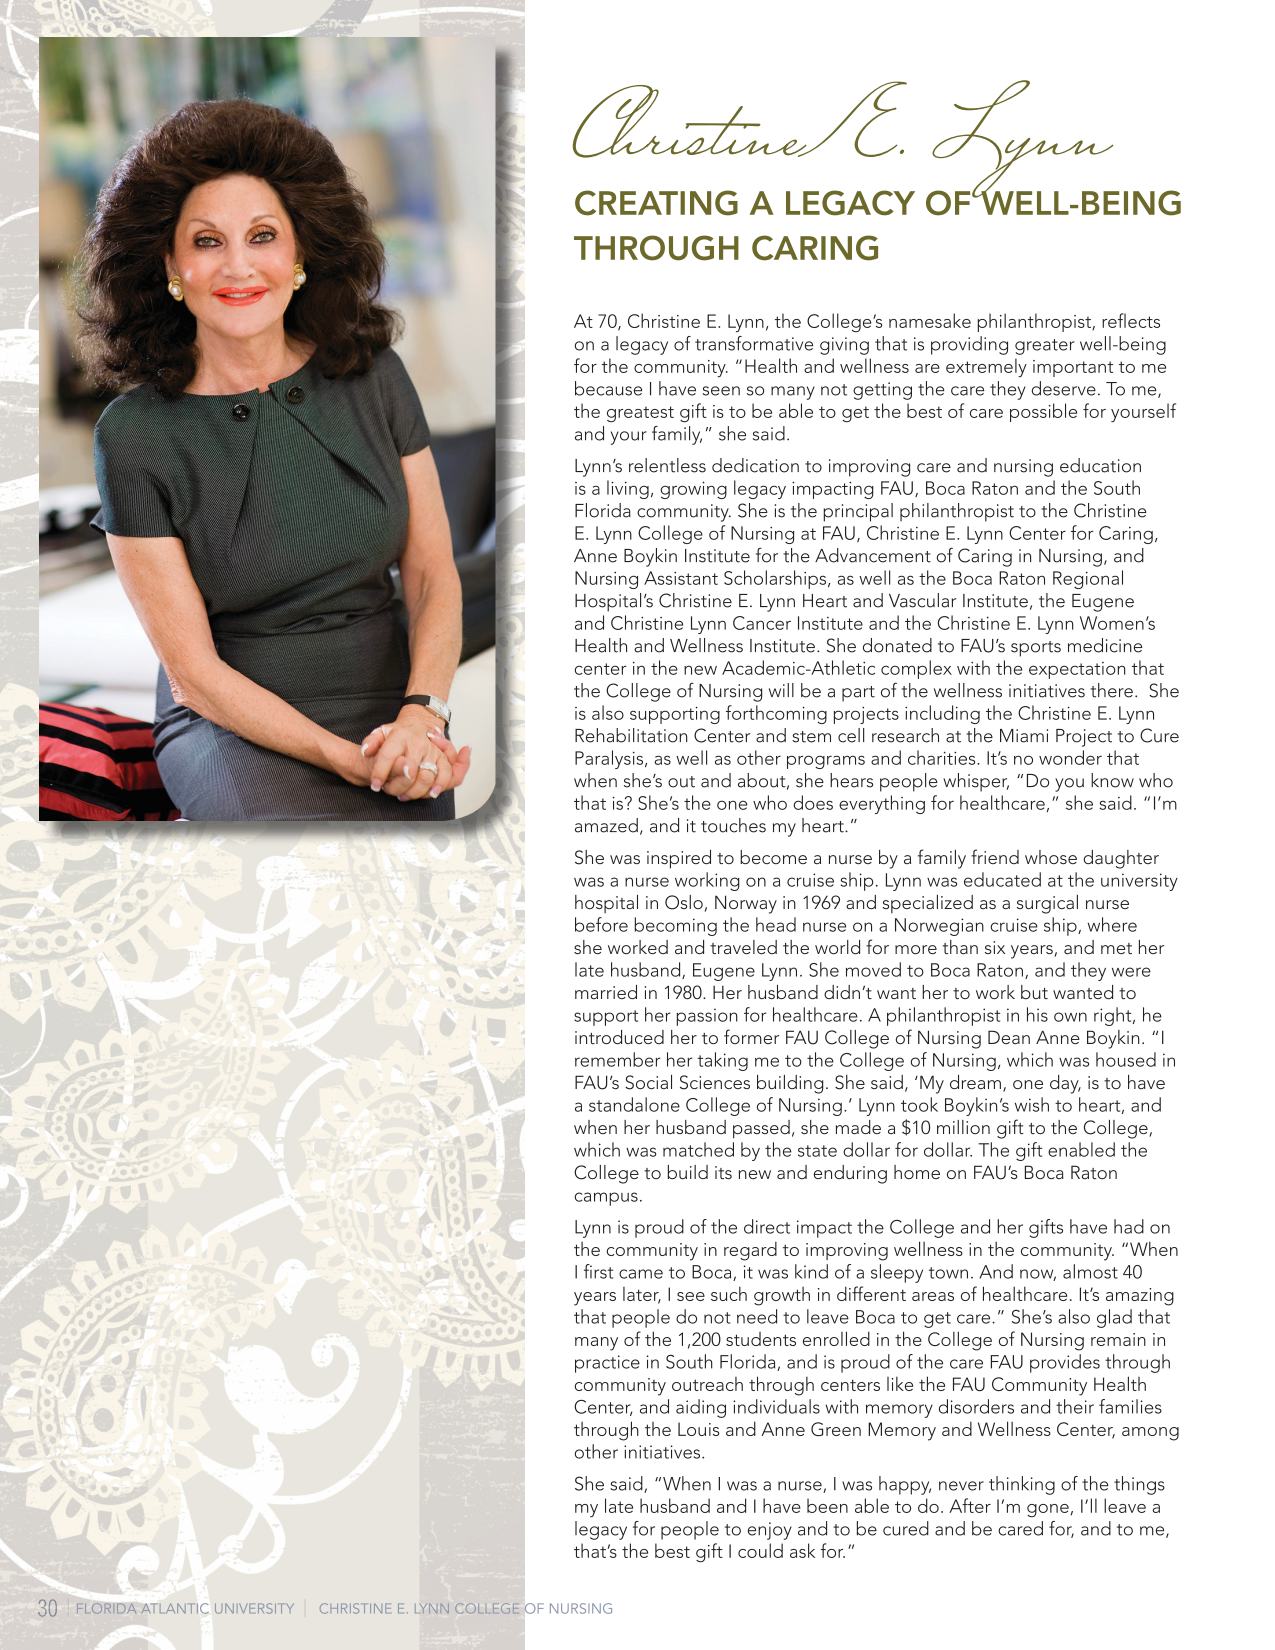 Christine E. Lynn
CREATING A LEGACY OF WELL-BEING
THROUGH CARING
At 70, Christine E. Lynn, the College’s namesake philanthropist, reflects
on a legacy of transformative giving that is providing greater well-being
for the community. “Health and wellness are extremely important to me
because I have seen so many not getting the care they deserve. To me,
the greatest gift is to be able to get the best of care possible for yourself
and your family,” she said.
Lynn’s relentless dedication to improving care and nursing education
is a living, growing legacy impacting FAU, Boca Raton and the South
Florida community. She is the principal philanthropist to the Christine
E. Lynn College of Nursing at FAU, Christine E. Lynn Center for Caring,
Anne Boykin Institute for the Advancement of Caring in Nursing, and
Nursing Assistant Scholarships, as well as the Boca Raton Regional
Hospital’s Christine E. Lynn Heart and Vascular Institute, the Eugene
and Christine Lynn Cancer Institute and the Christine E. Lynn Women’s
Health and Wellness Institute. She donated to FAU’s sports medicine
center in the new Academic-Athletic complex with the expectation that
the College of Nursing will be a part of the wellness initiatives there.  She
is also supporting forthcoming projects including the Christine E. Lynn
Rehabilitation Center and stem cell research at the Miami Project to Cure
Paralysis, as well as other programs and charities. It’s no wonder that
when she’s out and about, she hears people whisper, “Do you know who
that is? She’s the one who does everything for healthcare,” she said. “I’m
amazed, and it touches my heart.”
She was inspired to become a nurse by a family friend whose daughter
was a nurse working on a cruise ship. Lynn was educated at the university
hospital in Oslo, Norway in 1969 and specialized as a surgical nurse
before becoming the head nurse on a Norwegian cruise ship, where
she worked and traveled the world for more than six years, and met her
late husband, Eugene Lynn. She moved to Boca Raton, and they were
married in 1980. Her husband didn’t want her to work but wanted to
support her passion for healthcare. A philanthropist in his own right, he
introduced her to former FAU College of Nursing Dean Anne Boykin. “I
remember her taking me to the College of Nursing, which was housed in
FAU’s Social Sciences building. She said, ‘My dream, one day, is to have
a standalone College of Nursing.’ Lynn took Boykin’s wish to heart, and
when her husband passed, she made a $10 million gift to the College,
which was matched by the state dollar for dollar. The gift enabled the
College to build its new and enduring home on FAU’s Boca Raton
campus.
Lynn is proud of the direct impact the College and her gifts have had on
the community in regard to improving wellness in the community. “When
I first came to Boca, it was kind of a sleepy town. And now, almost 40
years later, I see such growth in different areas of healthcare. It’s amazing
that people do not need to leave Boca to get care.” She’s also glad that
many of the 1,200 students enrolled in the College of Nursing remain in
practice in South Florida, and is proud of the care FAU provides through
community outreach through centers like the FAU Community Health
Center, and aiding individuals with memory disorders and their families
through the Louis and Anne Green Memory and Wellness Center, among
other initiatives.
She said, “When I was a nurse, I was happy, never thinking of the things
my late husband and I have been able to do. After I’m gone, I’ll leave a
legacy for people to enjoy and to be cured and be cared for, and to me,
that’s the best gift I could ask for.”
30 | FLORIDA ATLANTIC UNIVERSITY | CHRISTINE E. LYNN COLLEGE OF NURSING